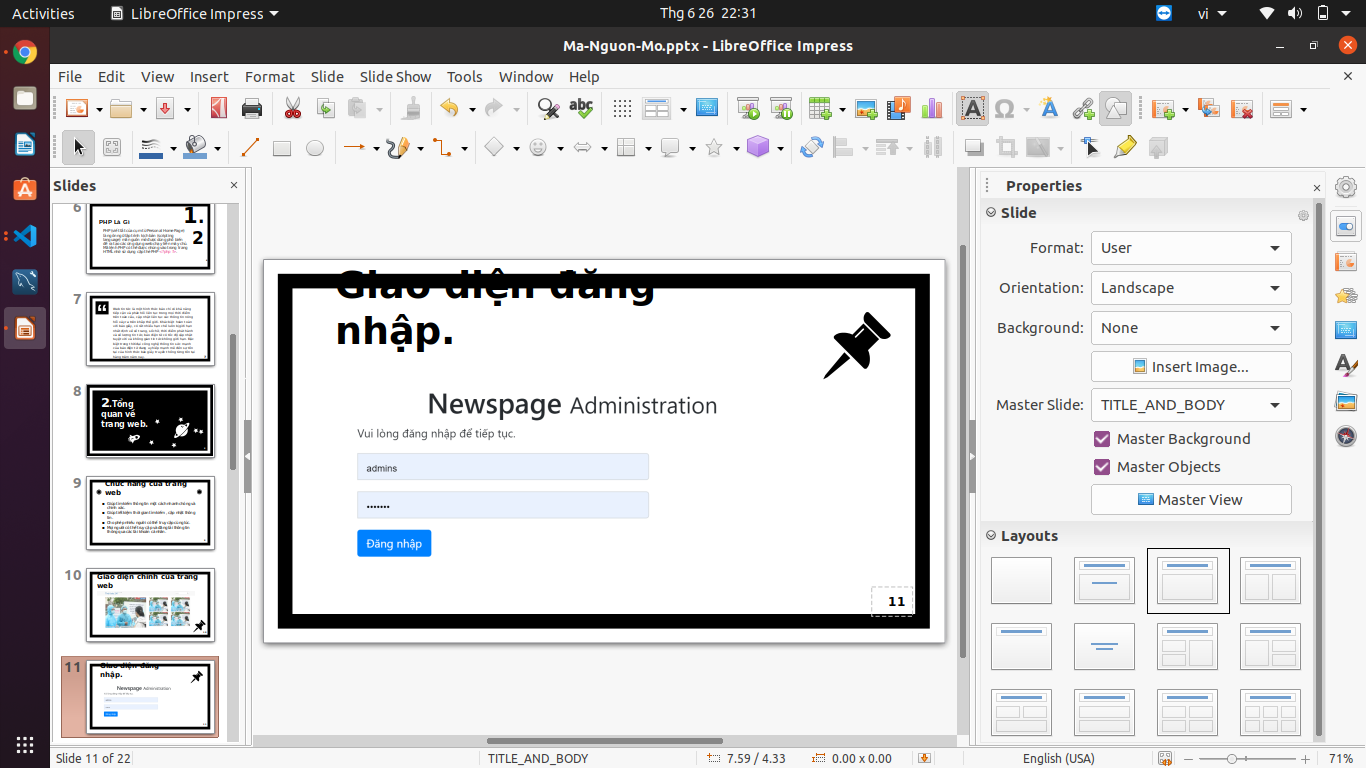 Activities
LibreOffice Impress
Thg 6 26 22:31
vi
Ma-Nguon-Mo.pptx - LibreOffice Impress
File Edit View Insert Format Slide Slide Show Tools Window Help
Slides
6
PHP Là Gì
1.
2
7
8
2.Tổng
quan về
trang web.
9
Chức năng của trang
web
10
Giao diện chính của trang
web
11
Giao diện đăng
nhập.
Newspage Administration
Giao diện đăng
nhập.
Newspage Administration
Vui lòng đăng nhập để tiếp tục.
admins
•••••••
Đăng nhập
11
Properties
Slide
Format: User
Orientation: Landscape
Background: None
Insert Image...
Master Slide: TITLE_AND_BODY
Master Background
Master Objects
Master View
Layouts
Slide 11 of 22
TITLE_AND_BODY
7.59 / 4.33
0.00 x 0.00
English (USA)
71%